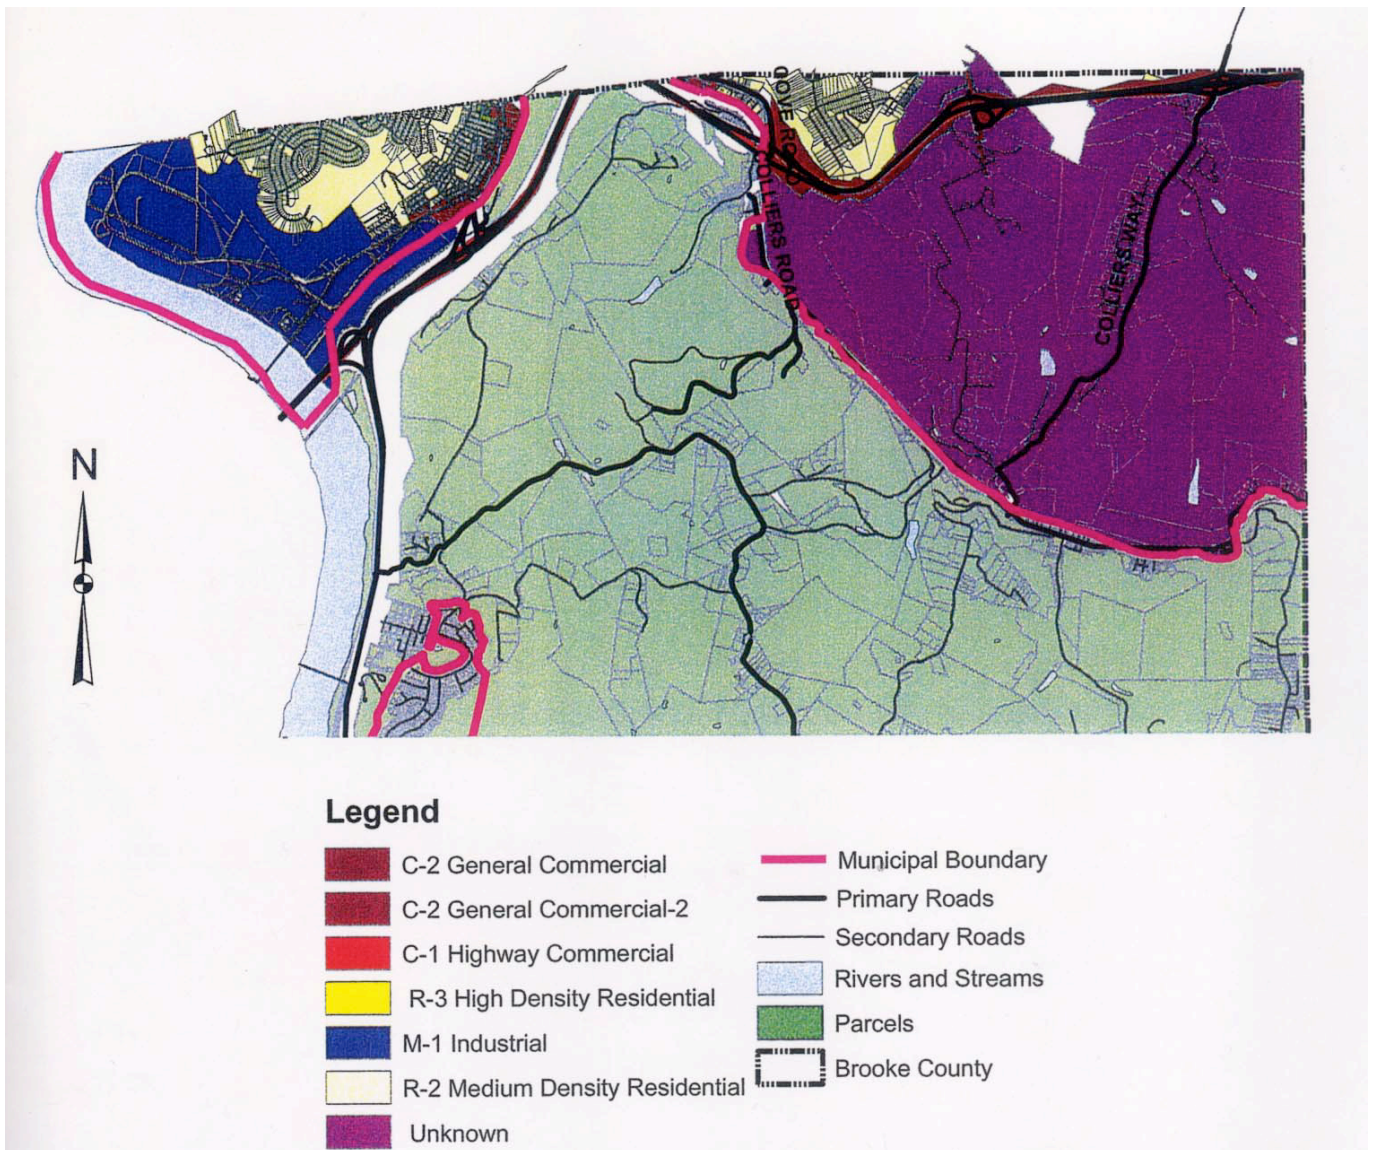 COVE ROAD
COLLIERS ROAD
COLLIERS WAY
N
Legend
C-2 General Commercial
C-2 General Commercial-2
C-1 Highway Commercial
R-3 High Density Residential
M-1 Industrial
R-2 Medium Density Residential
Unknown
Municipal Boundary
Primary Roads
Secondary Roads
Rivers and Streams
Parcels
Brooke County